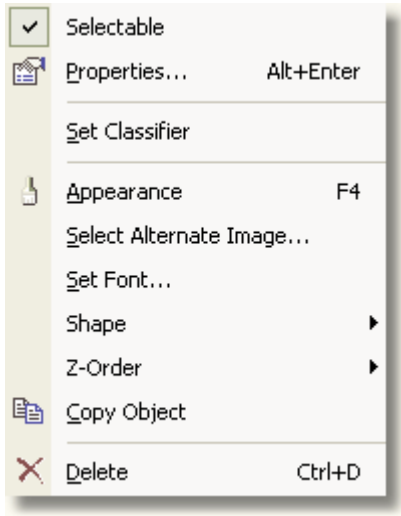 Selectable
Properties... Alt+Enter
Set Classifier
Appearance F4
Select Alternate Image...
Set Font...
Shape
Z-Order
Copy Object
Delete Ctrl+D